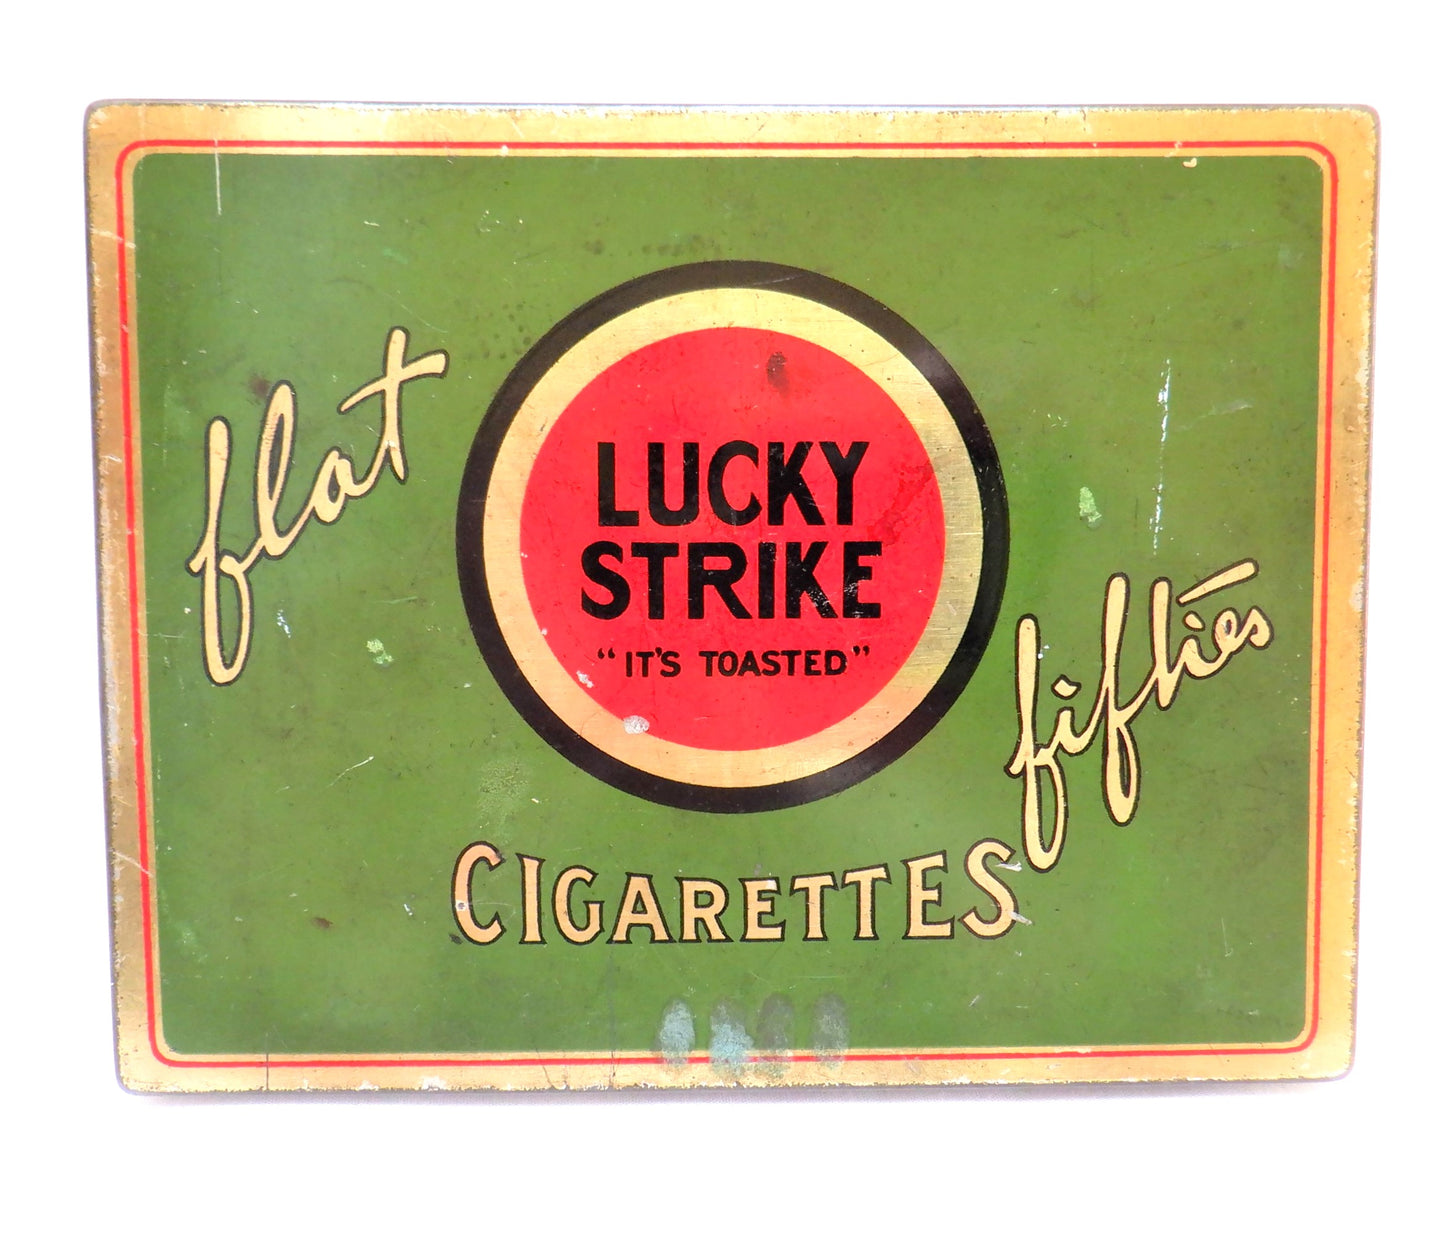 flat
LUCKY
STRIKE
"IT'S TOASTED"
fifties
CIGARETTES